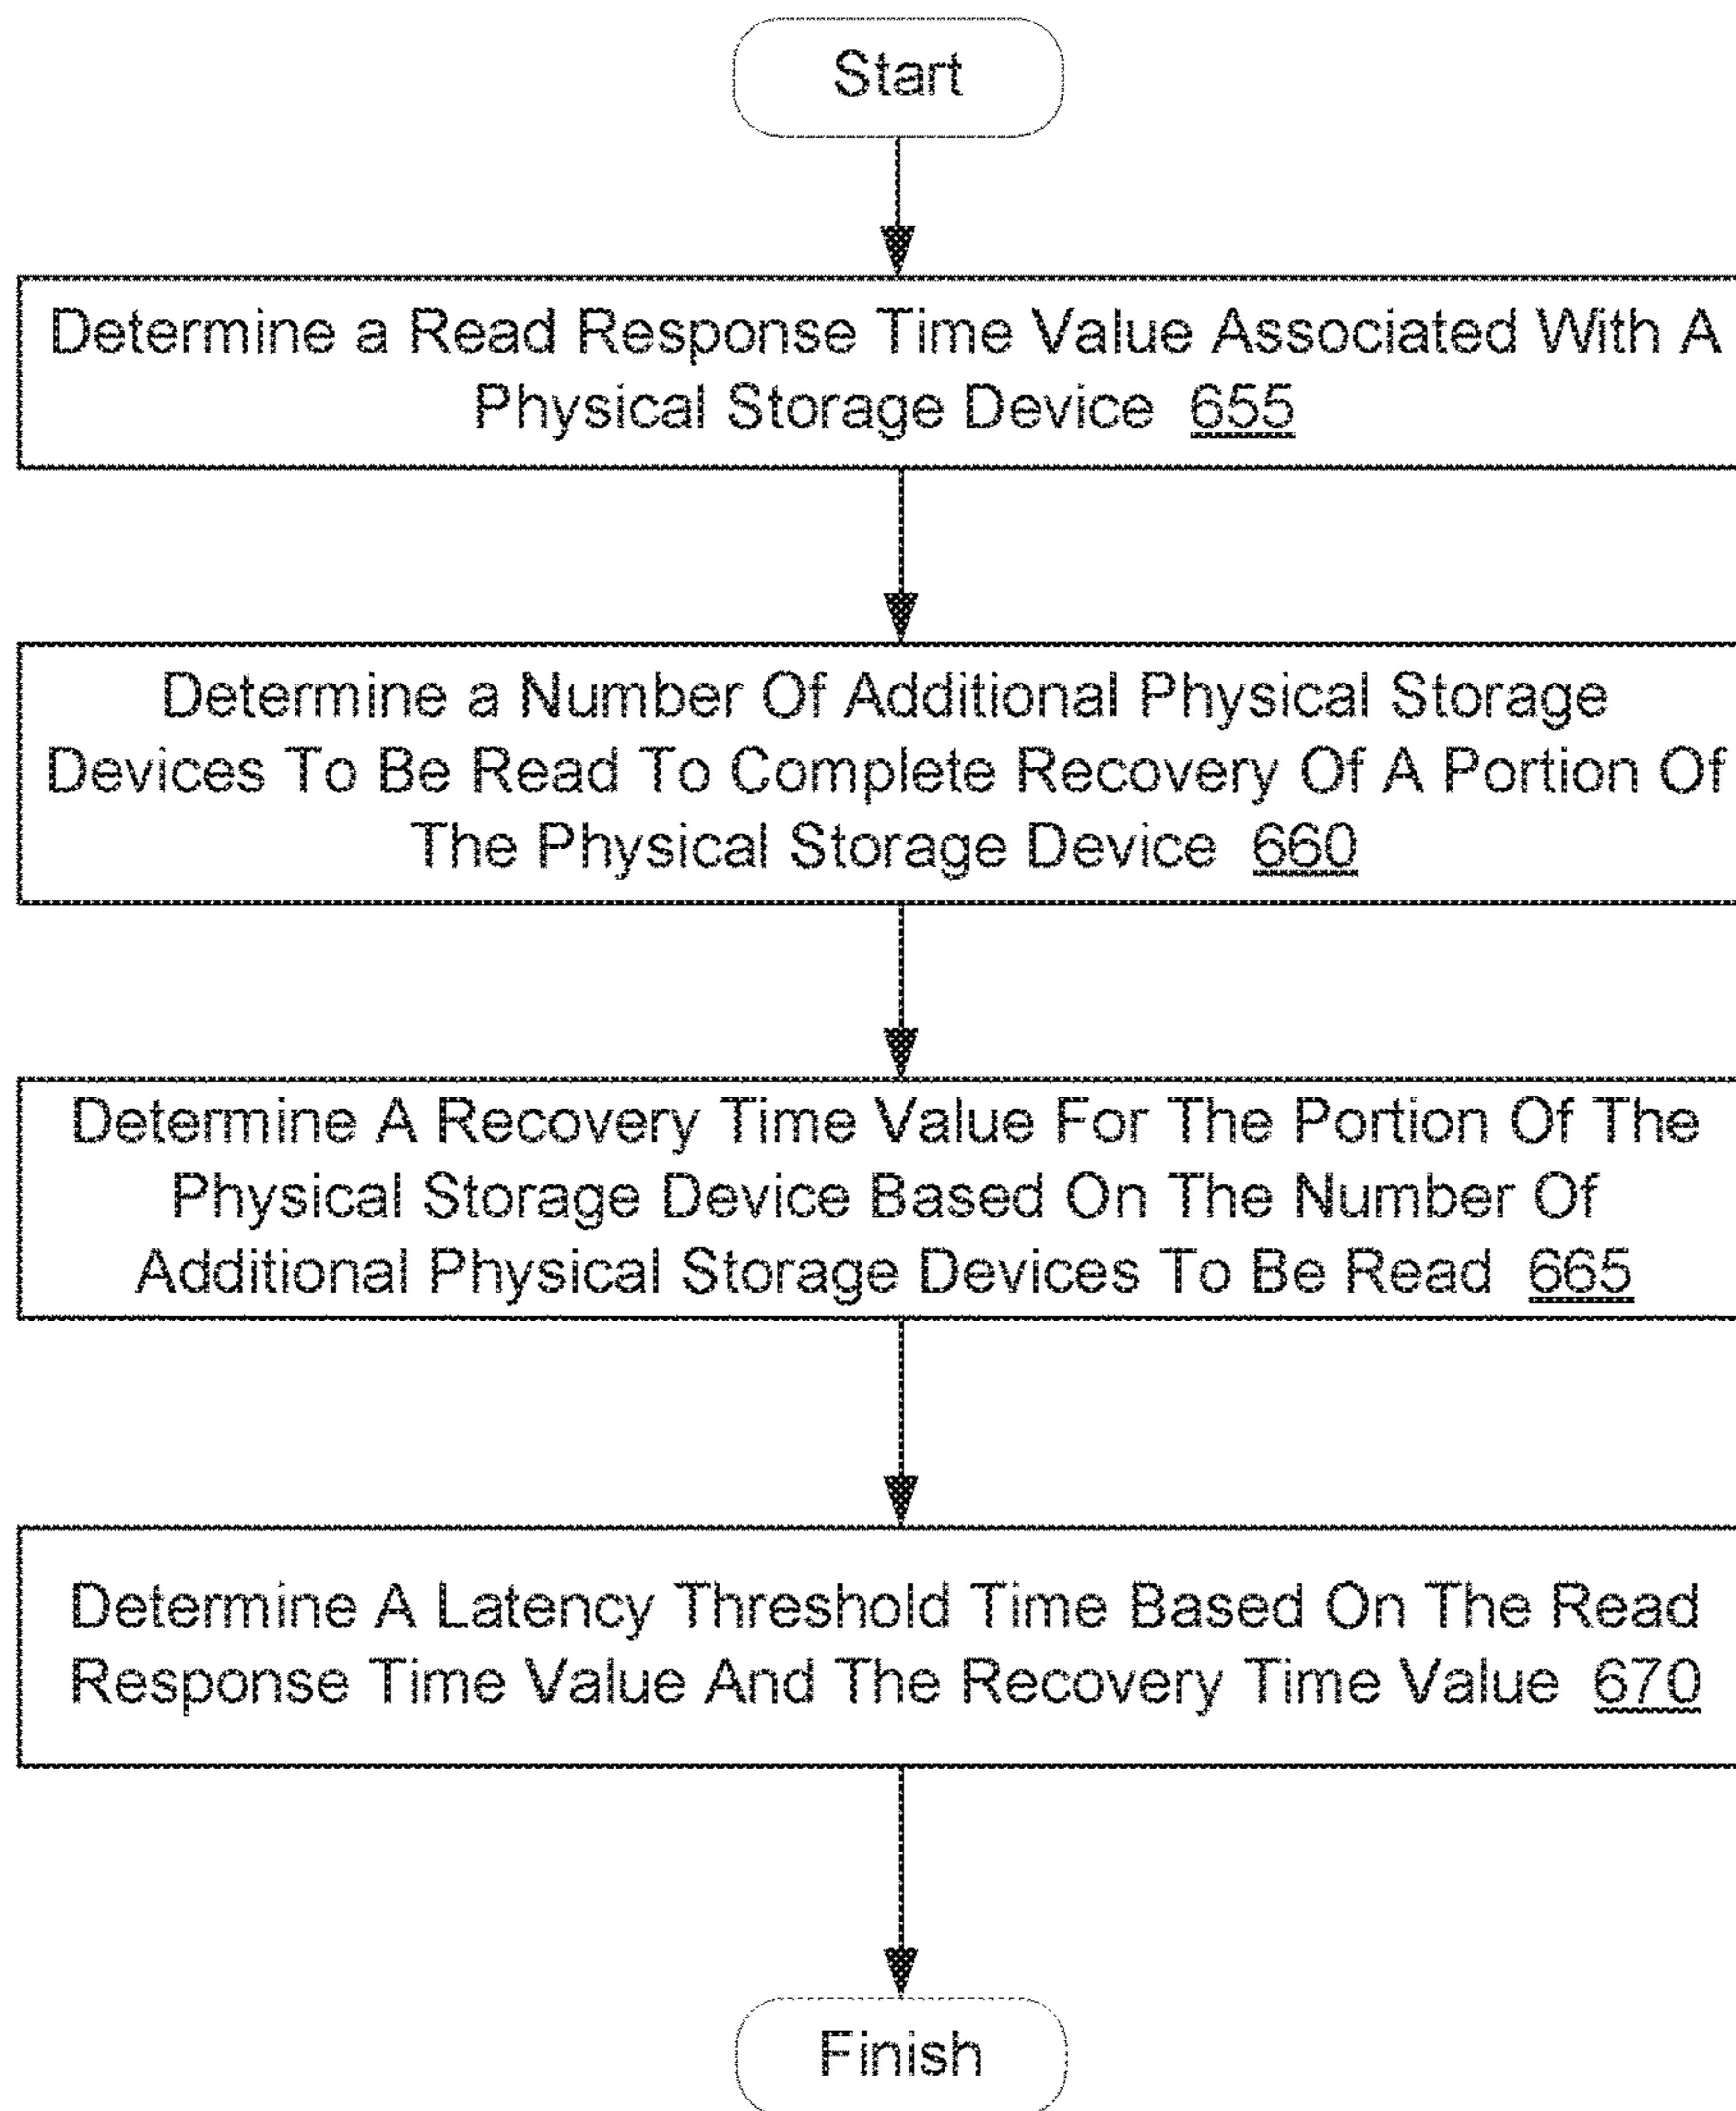 Start
Determine a Read Response Time Value Associated With A
Physical Storage Device 655
Determine a Number Of Additional Physical Storage
Devices To Be Read To Complete Recovery Of A Portion Of
The Physical Storage Device 660
Determine A Recovery Time Value For The Portion Of The
Physical Storage Device Based On The Number Of
Additional Physical Storage Devices To Be Read 665
Determine A Latency Threshold Time Based On The Read
Response Time Value And The Recovery Time Value 670
Finish